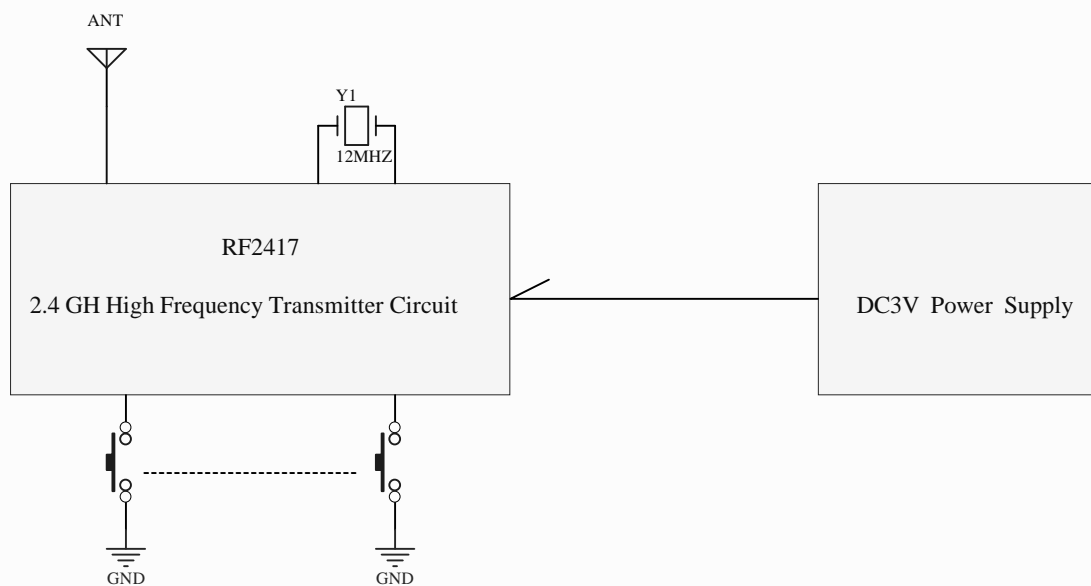 ANT
Y1
12MHZ
RF2417
2.4 GH High Frequency Transmitter Circuit
DC3V Power Supply
GND
GND